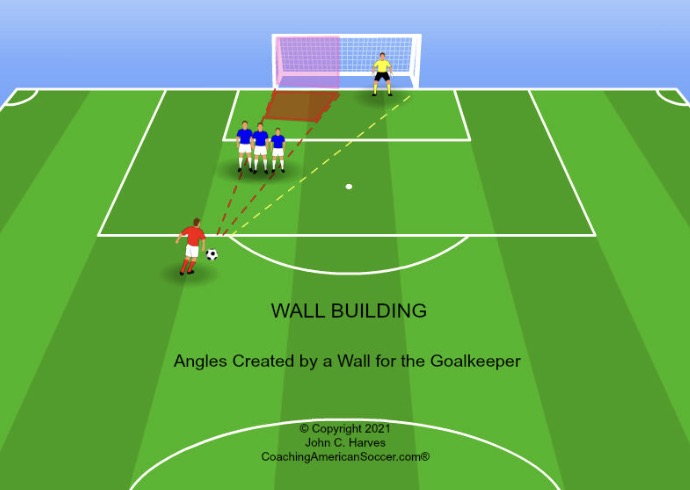 WALL BUILDING
Angles Created by a Wall for the Goalkeeper
© Copyright 2021
John C. Harves
CoachingAmericanSoccer.com®